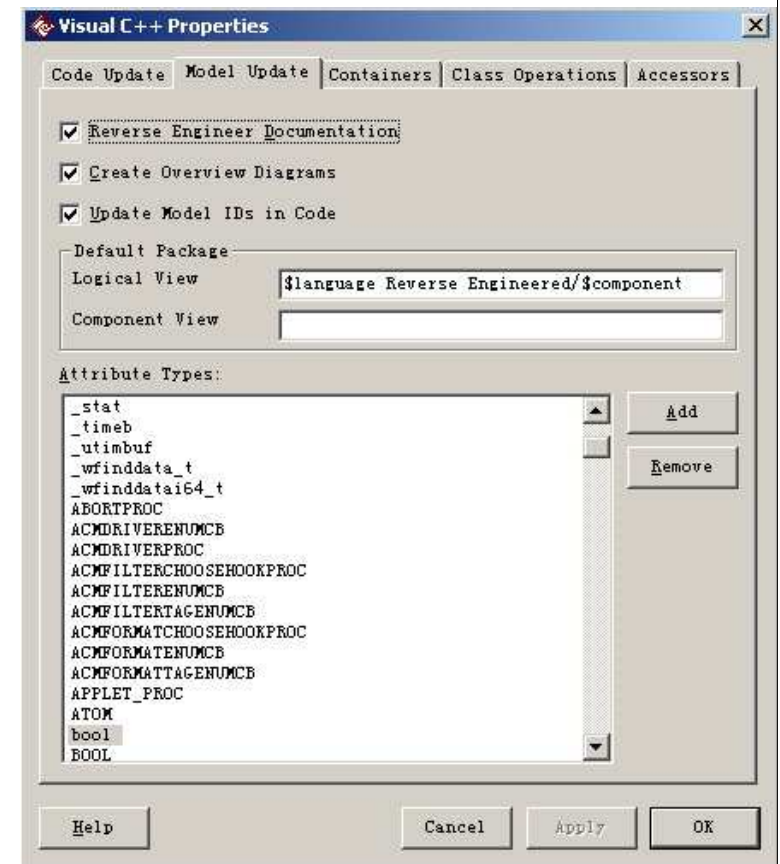 Visual C++ Properties
Code Update Model Update Containers Class Operations Accessors
Reverse Engineer Documentation
Create Overview Diagrams
Update Model IDs in Code
Default Package
Logical View $language Reverse Engineered/$component
Component View
Attribute Types:
_stat
_timeb
_utimbuf
_wfinddata_t
_wfinddatai64_t
ABORTPROC
ACMDRIVERENUMCB
ACMDRIVERPROC
ACMFILTERCHOOSEHOOKPROC
ACMFILTERENUMCB
ACMFILTERTAGENUMCB
ACMFORMATCHOOSEHOOKPROC
ACMFORMATENUMCB
ACMFORMATTAGENUMCB
APPLET_PROC
ATOM
bool
BOOL
Add
Remove
Help Cancel Apply OK